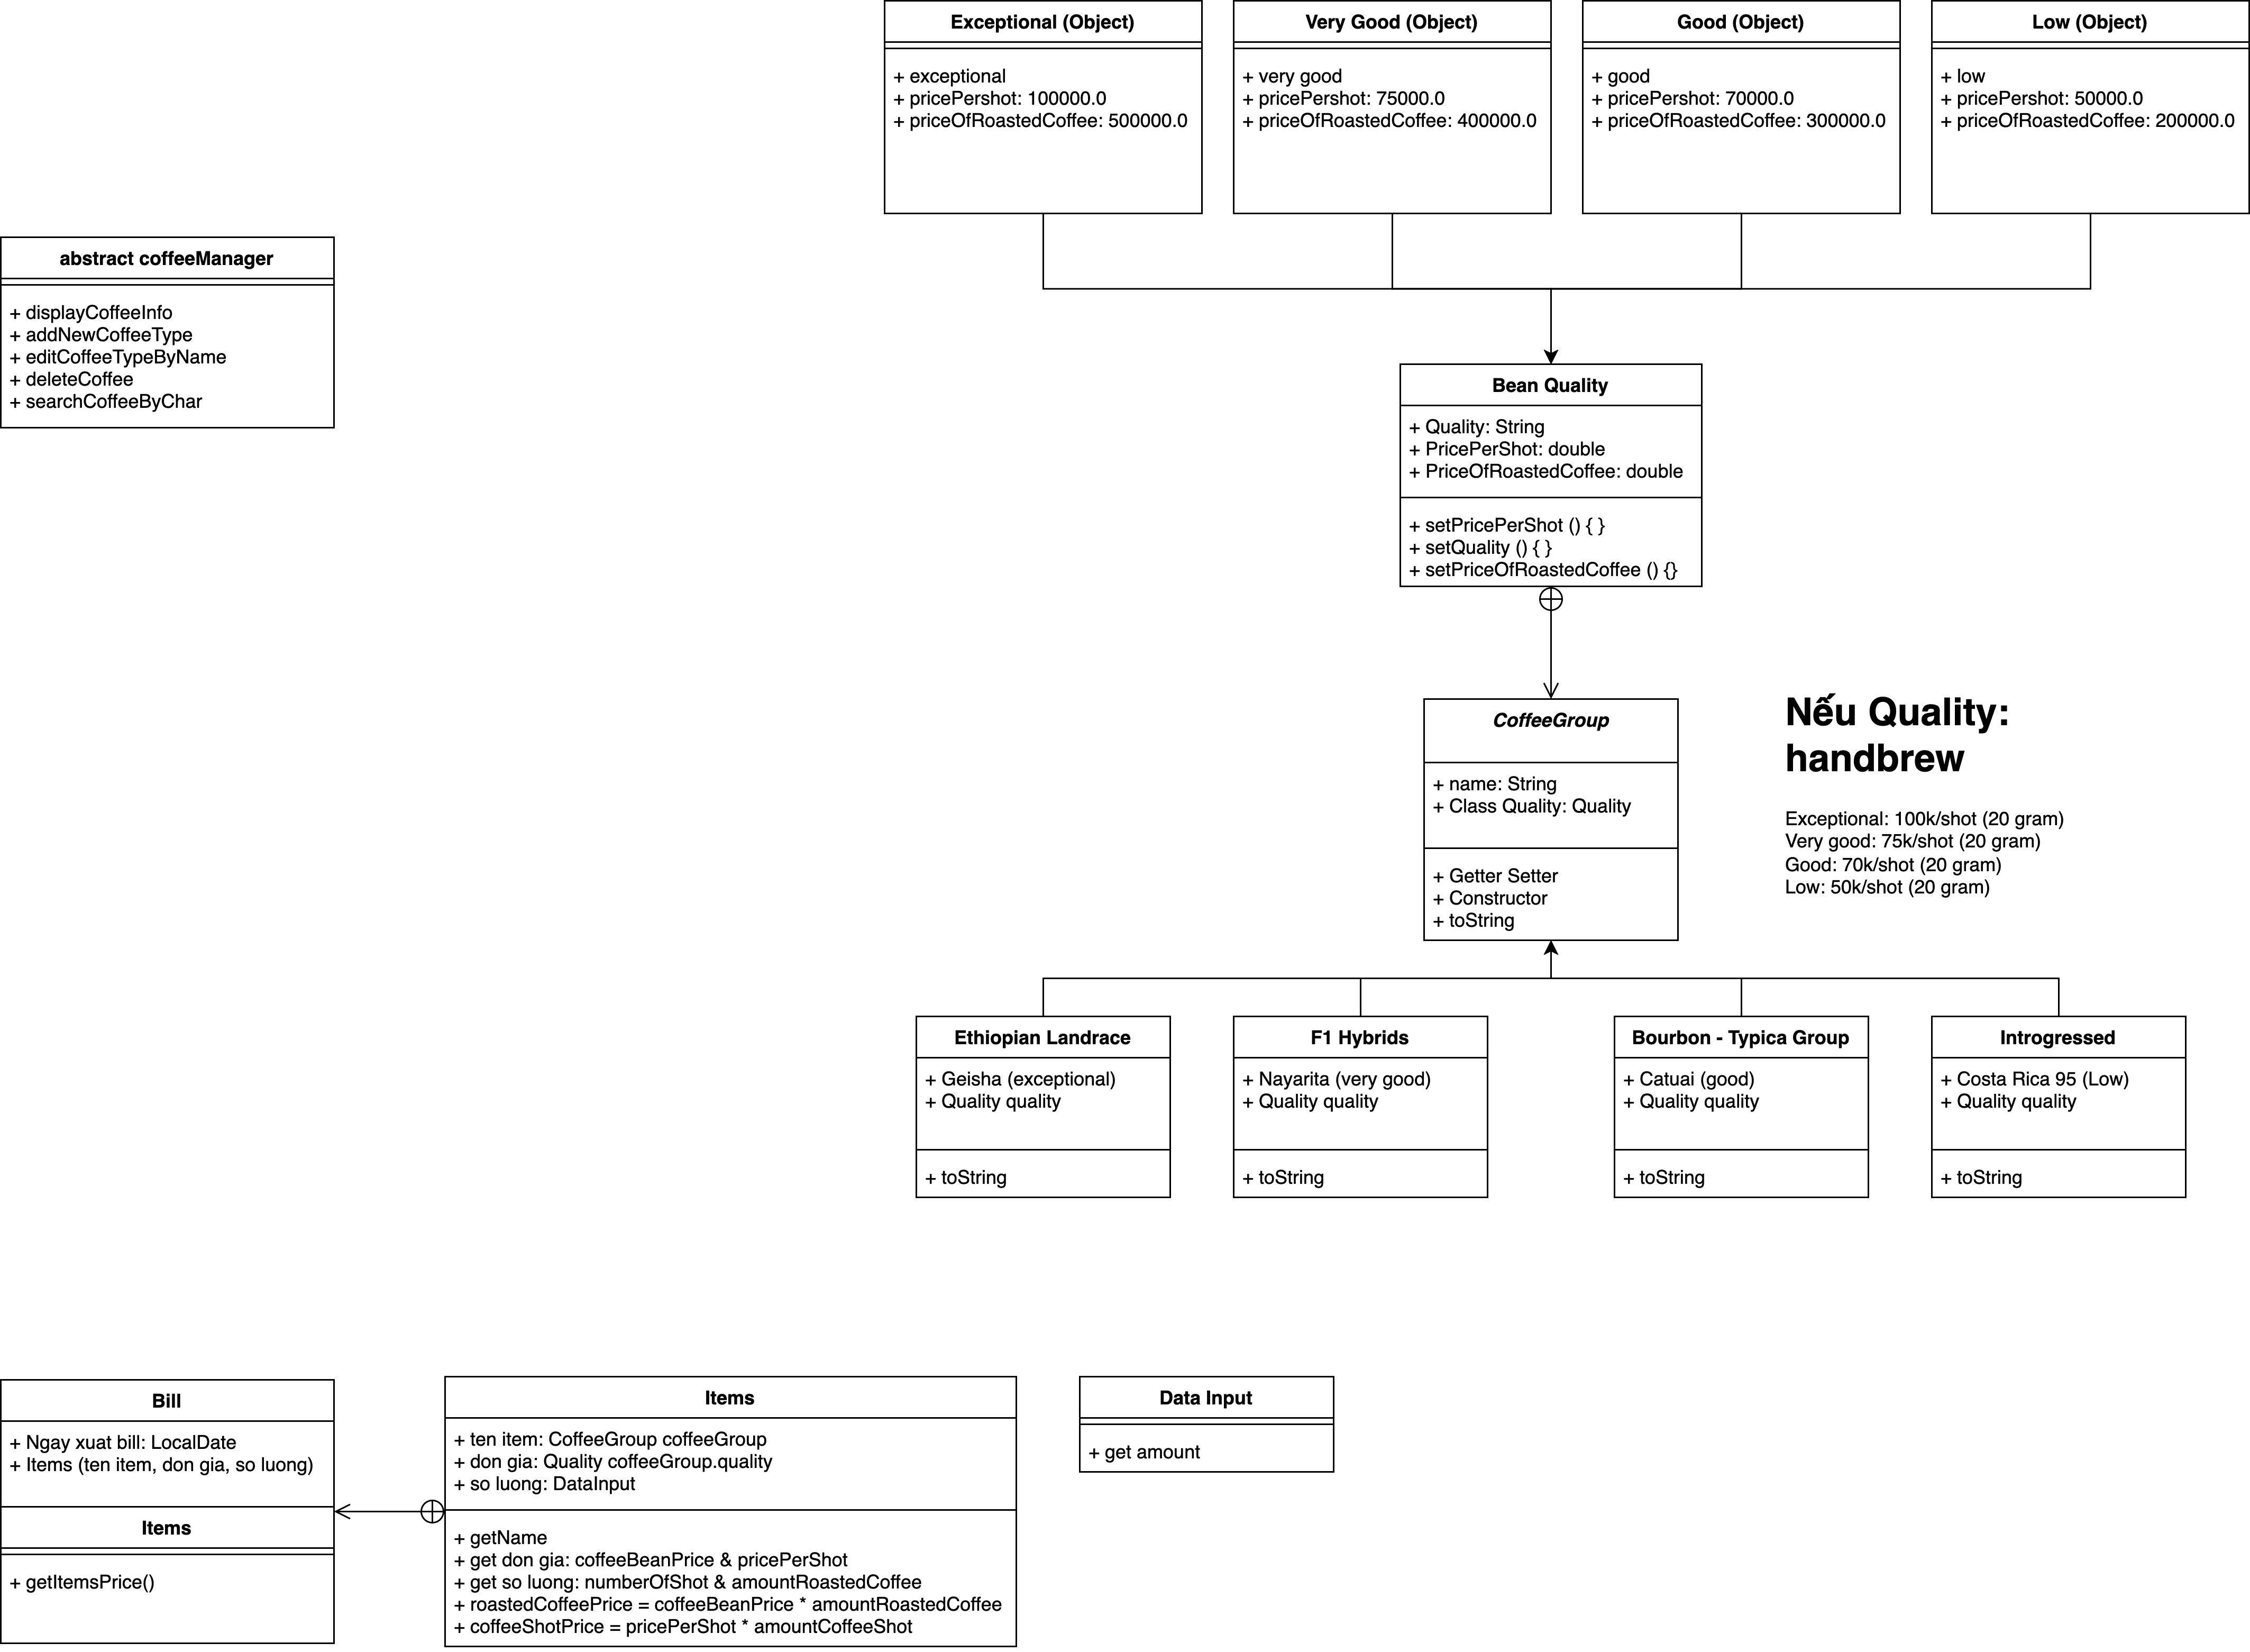 Exceptional (Object)
+ exceptional
+ pricePershot: 100000.0
+ priceOfRoastedCoffee: 500000.0
Very Good (Object)
+ very good
+ pricePershot: 75000.0
+ priceOfRoastedCoffee: 400000.0
Good (Object)
+ good
+ pricePershot: 70000.0
+ priceOfRoastedCoffee: 300000.0
Low (Object)
+ low
+ pricePershot: 50000.0
+ priceOfRoastedCoffee: 200000.0
abstract coffeeManager
+ displayCoffeeInfo
+ addNewCoffeeType
+ editCoffeeTypeByName
+ deleteCoffee
+ searchCoffeeByChar
Bean Quality
+ Quality: String
+ PricePerShot: double
+ PriceOfRoastedCoffee: double
+ setPricePerShot () { }
+ setQuality () { }
+ setPriceOfRoastedCoffee () {}
CoffeeGroup
+ name: String
+ Class Quality: Quality
+ Getter Setter
+ Constructor
+ toString
Nếu Quality:
handbrew
Exceptional: 100k/shot (20 gram)
Very good: 75k/shot (20 gram)
Good: 70k/shot (20 gram)
Low: 50k/shot (20 gram)
Ethiopian Landrace
+ Geisha (exceptional)
+ Quality quality
+ toString
F1 Hybrids
+ Nayarita (very good)
+ Quality quality
+ toString
Bourbon - Typica Group
+ Catuai (good)
+ Quality quality
+ toString
Introgressed
+ Costa Rica 95 (Low)
+ Quality quality
+ toString
Bill
+ Ngay xuat bill: LocalDate
+ Items (ten item, don gia, so luong)
Items
+ getItemsPrice()
Items
+ ten item: CoffeeGroup coffeeGroup
+ don gia: Quality coffeeGroup.quality
+ so luong: DataInput
+ getName
+ get don gia: coffeeBeanPrice & pricePerShot
+ get so luong: numberOfShot & amountRoastedCoffee
+ roastedCoffeePrice = coffeeBeanPrice * amountRoastedCoffee
+ coffeeShotPrice = pricePerShot * amountCoffeeShot
Data Input
+ get amount